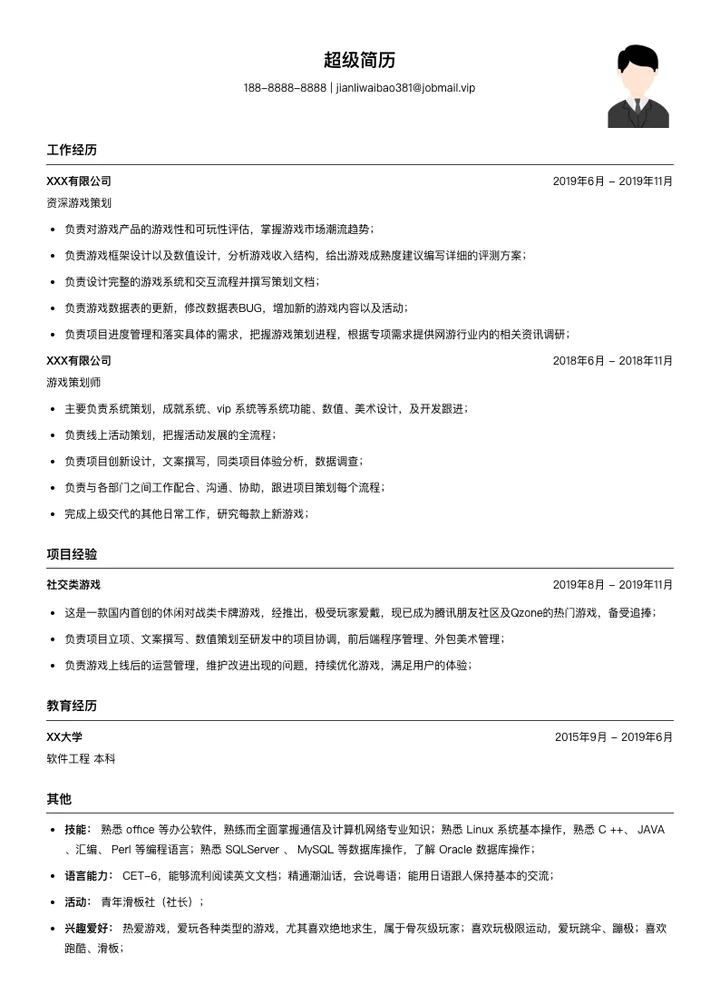 超级简历
188-8888-8888 | jianliwaibao381@jobmail.vip
工作经历
XXX有限公司 2019年6月 – 2019年11月
资深游戏策划
• 负责对游戏产品的游戏性和可玩性评估，掌握游戏市场潮流趋势；
• 负责游戏框架设计以及数值设计，分析游戏收入结构，给出游戏成熟度建议编写详细的评测方案；
• 负责设计完整的游戏系统和交互流程并撰写策划文档；
• 负责游戏数据表的更新，修改数据表BUG，增加新的游戏内容以及活动；
• 负责项目进度管理和落实具体的需求，把握游戏策划进程，根据专项需求提供网游行业内的相关资讯调研；
XXX有限公司 2018年6月 – 2018年11月
游戏策划师
• 主要负责系统策划，成就系统、vip 系统等系统功能、数值、美术设计，及开发跟进；
• 负责线上活动策划，把握活动发展的全流程；
• 负责项目创新设计，文案撰写，同类项目体验分析，数据调查；
• 负责与各部门之间工作配合、沟通、协助，跟进项目策划每个流程；
• 完成上级交代的其他日常工作，研究每款上新游戏；
项目经验
社交类游戏 2019年8月 – 2019年11月
• 这是一款国内首创的休闲对战类卡牌游戏，经推出，极受玩家爱戴，现已成为腾讯朋友社区及Qzone的热门游戏，备受追捧；
• 负责项目立项、文案撰写、数值策划至研发中的项目协调，前后端程序管理、外包美术管理；
• 负责游戏上线后的运营管理，维护改进出现的问题，持续优化游戏，满足用户的体验；
教育经历
XX大学 2015年9月 – 2019年6月
软件工程 本科
其他
• 技能： 熟悉 office 等办公软件，熟练而全面掌握通信及计算机网络专业知识；熟悉 Linux 系统基本操作，熟悉 C ++、 JAVA
、汇编、 Perl 等编程语言；熟悉 SQLServer 、 MySQL 等数据库操作，了解 Oracle 数据库操作；
• 语言能力： CET-6，能够流利阅读英文文档；精通潮汕话，会说粤语；能用日语跟人保持基本的交流；
• 活动： 青年滑板社（社长）；
• 兴趣爱好： 热爱游戏，爱玩各种类型的游戏，尤其喜欢绝地求生，属于骨灰级玩家；喜欢玩极限运动，爱玩跳伞、蹦极；喜欢
跑酷、滑板；